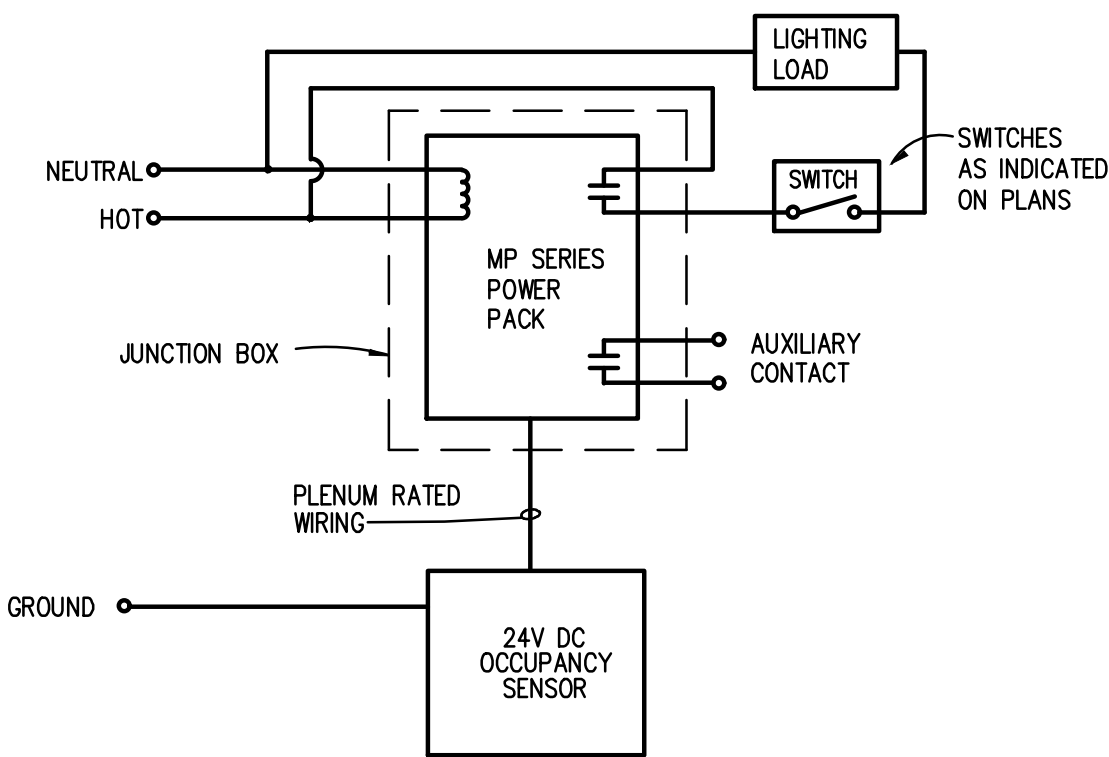 LIGHTING
LOAD
SWITCHES
AS INDICATED
ON PLANS
NEUTRAL
SWITCH
HOT
MP SERIES
POWER
PACK
JUNCTION BOX
AUXILIARY
CONTACT
PLENUM RATED
WIRING
GROUND
24V DC
OCCUPANCY
SENSOR